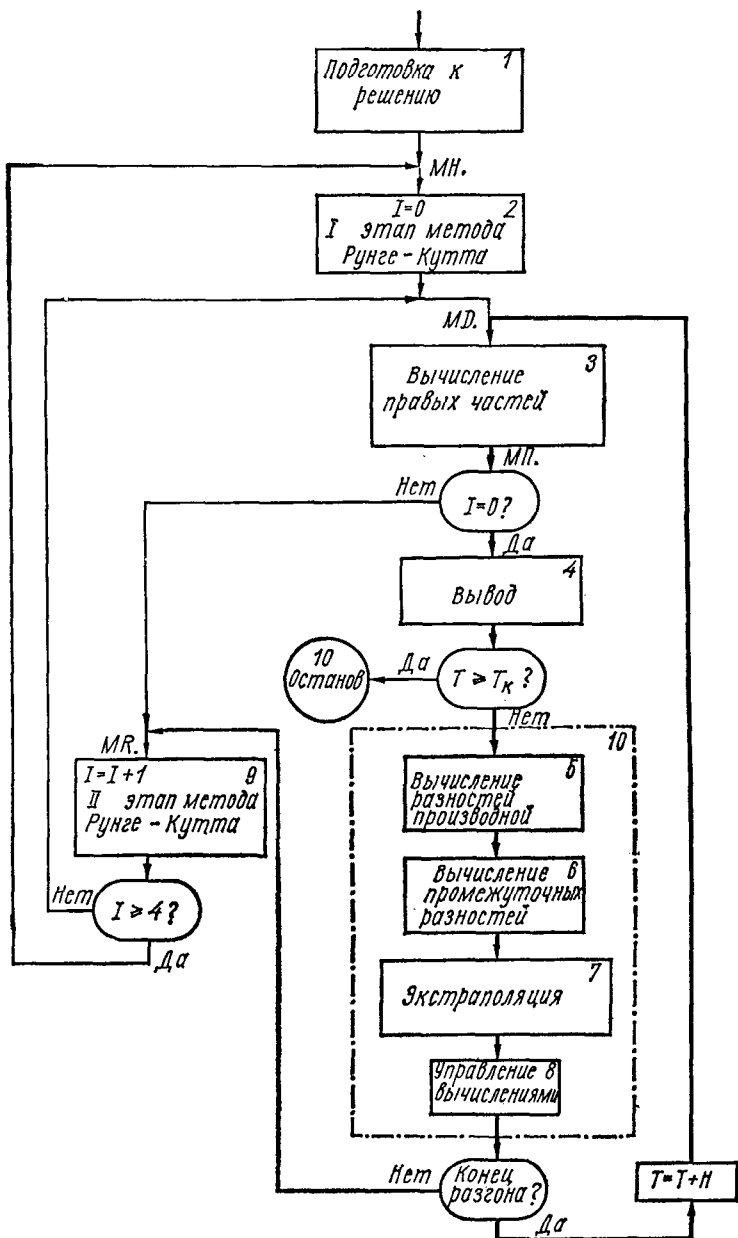 1
Подготовка к
решению
МН.
I=0
2
I этап метода
Рунге-Кутта
MD.
3
Вычисление
правых частей
МП.
Нет
I=0?
Да
4
Вывод
10
Останов
Да
T ≥ Tк ?
Нет
10
MR.
I=I+1
9
II этап метода
Рунге-Кутта
Нет
I ≥ 4?
Да
5
Вычисление
разностей
производной
Вычисление 6
промежуточных
разностей
7
Экстраполяция
Управление 8
вычислениями
Нет
Конец
разгона?
Да
T=T+H